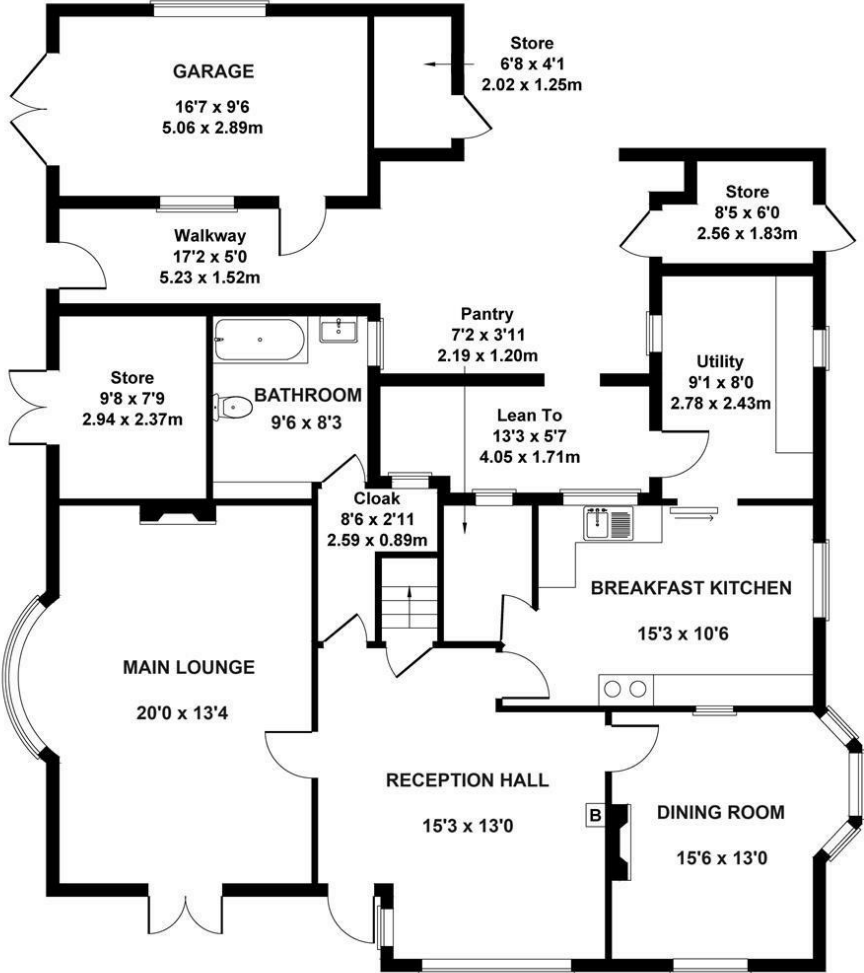 GARAGE
16'7 x 9'6
5.06 x 2.89m
Store
6'8 x 4'1
2.02 x 1.25m
Store
8'5 x 6'0
2.56 x 1.83m
Walkway
17'2 x 5'0
5.23 x 1.52m
Pantry
7'2 x 3'11
2.19 x 1.20m
Utility
9'1 x 8'0
2.78 x 2.43m
Store
9'8 x 7'9
2.94 x 2.37m
BATHROOM
9'6 x 8'3
Lean To
13'3 x 5'7
4.05 x 1.71m
Cloak
8'6 x 2'11
2.59 x 0.89m
BREAKFAST KITCHEN
15'3 x 10'6
MAIN LOUNGE
20'0 x 13'4
RECEPTION HALL
15'3 x 13'0
B
DINING ROOM
15'6 x 13'0